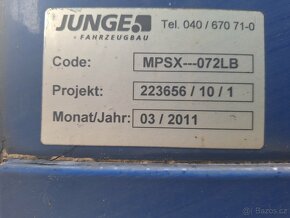 JUNGE
FAHRZEUGBAU
Tel. 040 / 670 71-0
Code: MPSX---072LB
Projekt: 223656 / 10 / 1
Monat/Jahr: 03 / 2011
bazos.cz